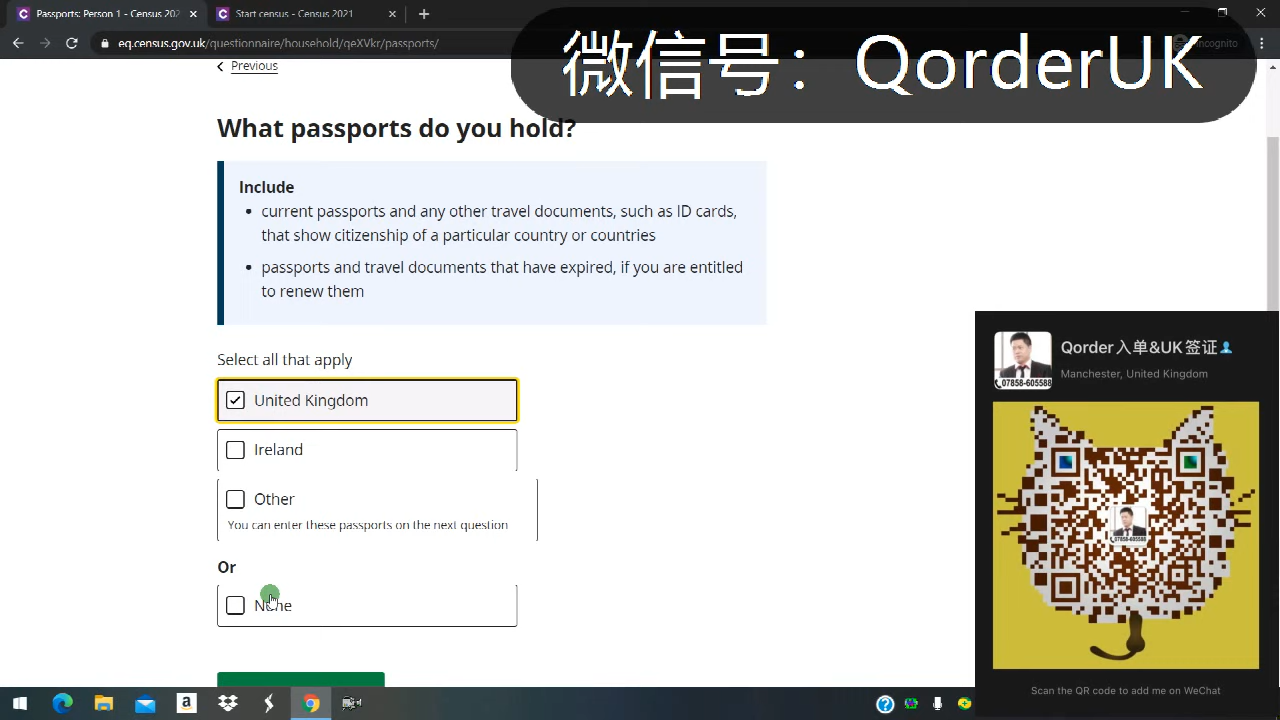 Passports: Person 1 - Census 202
Start census - Census 2021
eq.census.gov.uk/questionnaire/household/qeXVkr/passports/
Incognito
微信号：QorderUK
Previous
What passports do you hold?
Include
• current passports and any other travel documents, such as ID cards,
that show citizenship of a particular country or countries
• passports and travel documents that have expired, if you are entitled
to renew them
Select all that apply
United Kingdom
Ireland
Other
You can enter these passports on the next question
Or
None
Qorder入单&UK签证
Manchester, United Kingdom
07858-605588
07858-605588
Scan the QR code to add me on WeChat